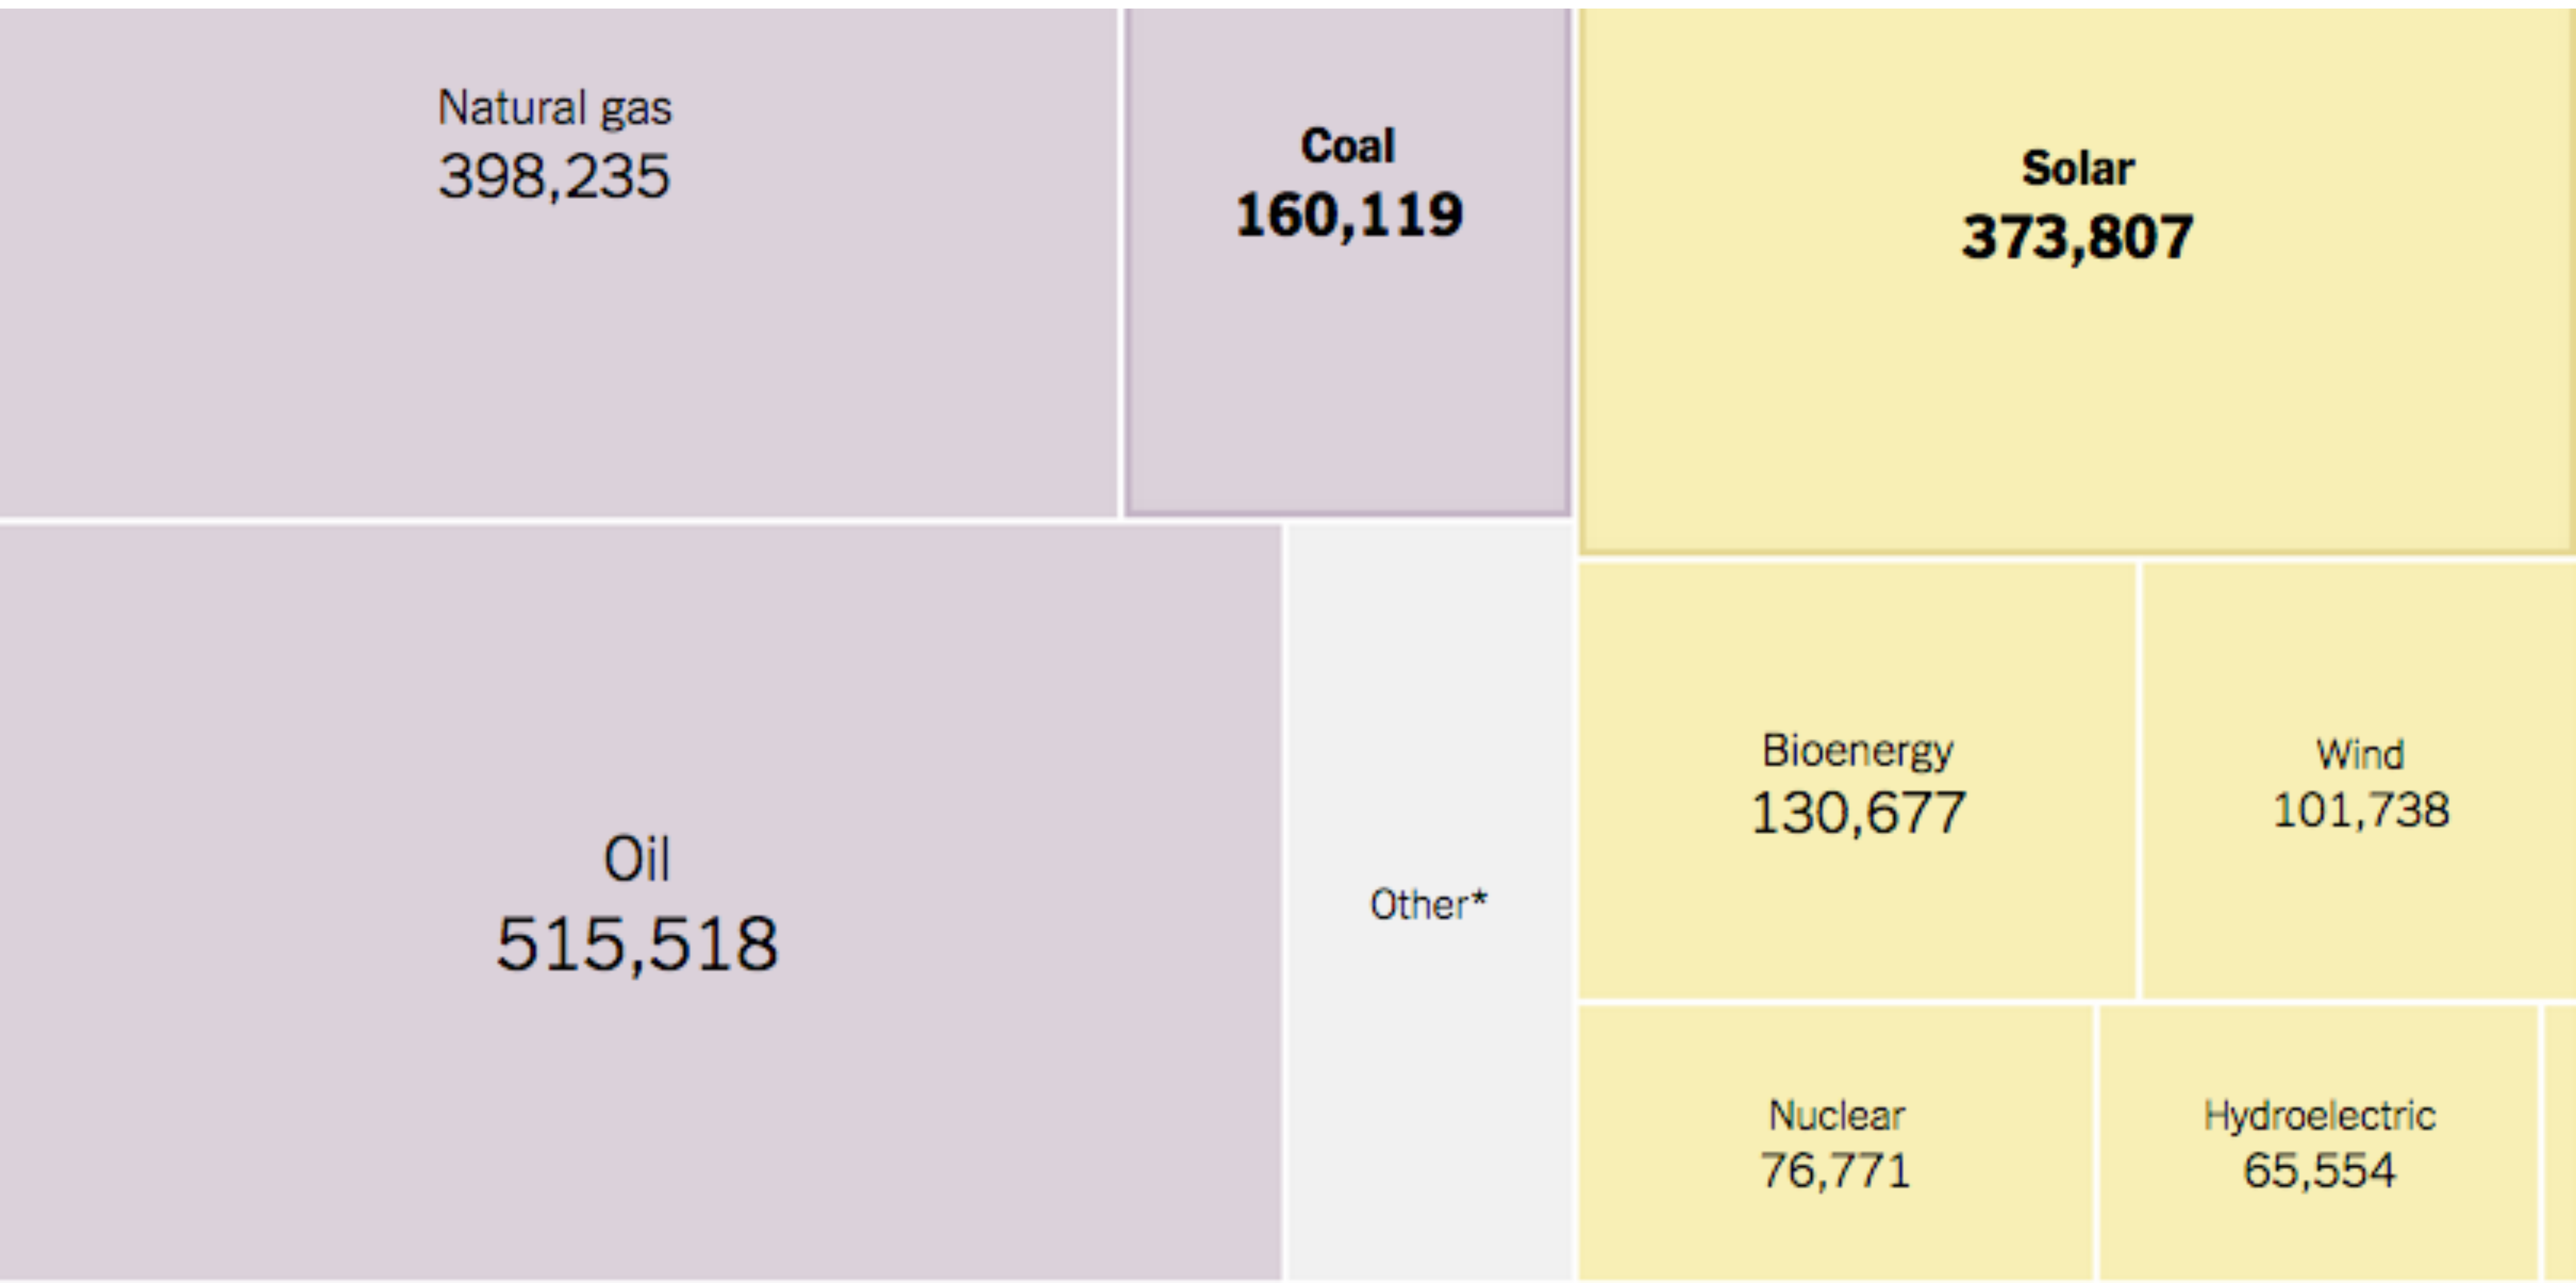 Natural gas
398,235
Coal
160,119
Solar
373,807
Oil
515,518
Other*
Bioenergy
130,677
Wind
101,738
Nuclear
76,771
Hydroelectric
65,554